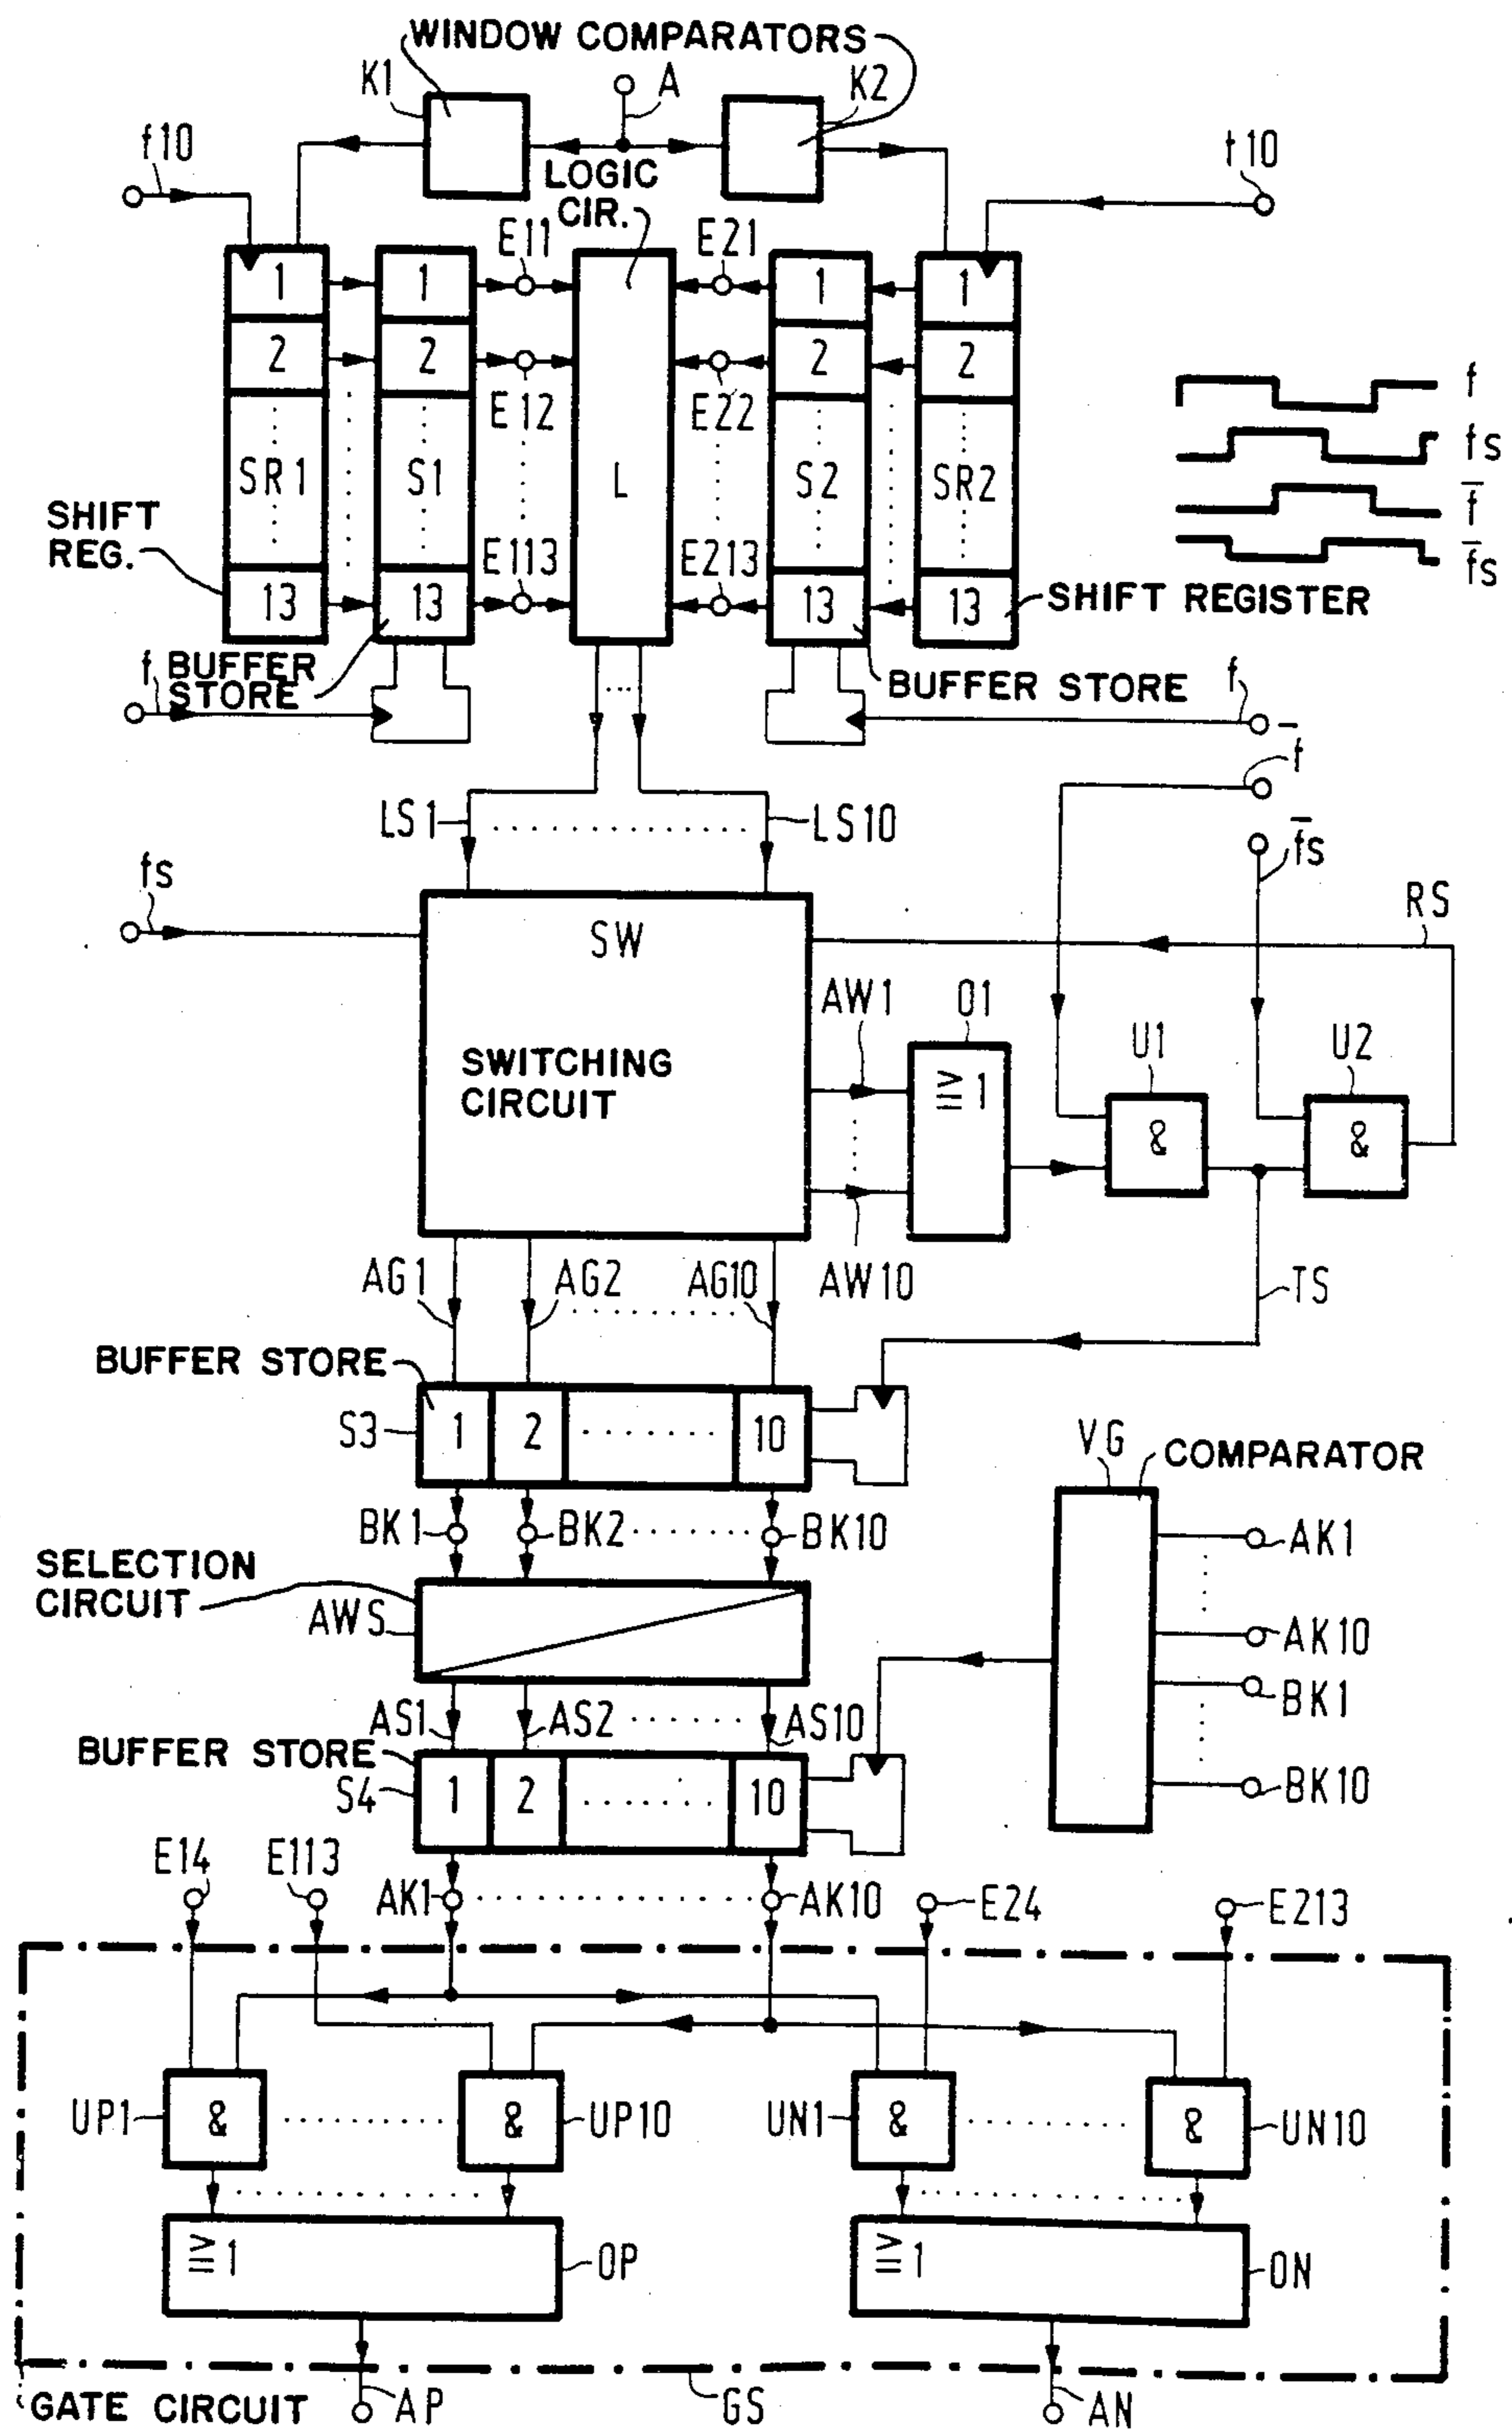 WINDOW COMPARATORS
K1
A
K2
f10
t10
LOGIC
CIR.
E11
E21
1
1
1
1
2
2
2
2
E12
E22
f
fs
f̅
f̅s
SR1
S1
L
S2
SR2
SHIFT
REG.
E113
E213
13
13
13
13
SHIFT REGISTER
f
BUFFER
STORE
BUFFER STORE
f
f̅
LS1
LS10
f̅s
fs
SW
RS
AW1
O1
U1
U2
SWITCHING
CIRCUIT
≧1
&
&
AG1
AG2
AG10
AW10
TS
BUFFER STORE
S3
1
2
10
VG
COMPARATOR
BK1
BK2
BK10
AK1
SELECTION
CIRCUIT
AWS
AK10
BK1
AS1
AS2
AS10
BUFFER STORE
S4
1
2
10
BK10
E14
E113
AK1
AK10
E24
E213
UP1
&
&
UP10
UN1
&
&
UN10
≧1
OP
≧1
ON
GATE CIRCUIT
AP
GS
AN